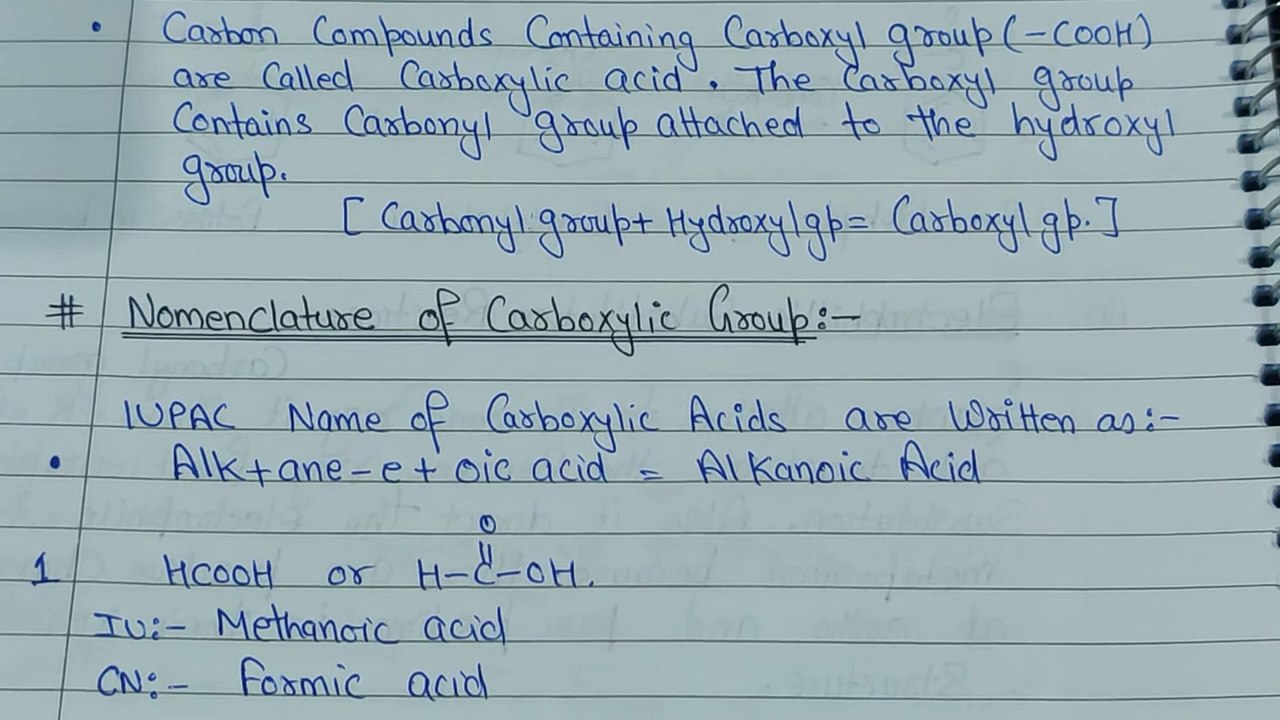 • Carbon Compounds Containing Carboxyl group (-COOH)
are Called Carboxylic acid. The Carboxyl group
Contains Carbonyl group attached to the hydroxyl
group.
[ Carbonyl group + Hydroxyl gp = Carboxyl gp. ]
# Nomenclature of Carboxylic Group:-
IUPAC Name of Carboxylic Acids are Written as:-
• Alk + ane - e + oic acid = Alkanoic Acid
O
||
1 HCOOH or H-C-OH.
IU:- Methanoic acid
CN:- Formic acid